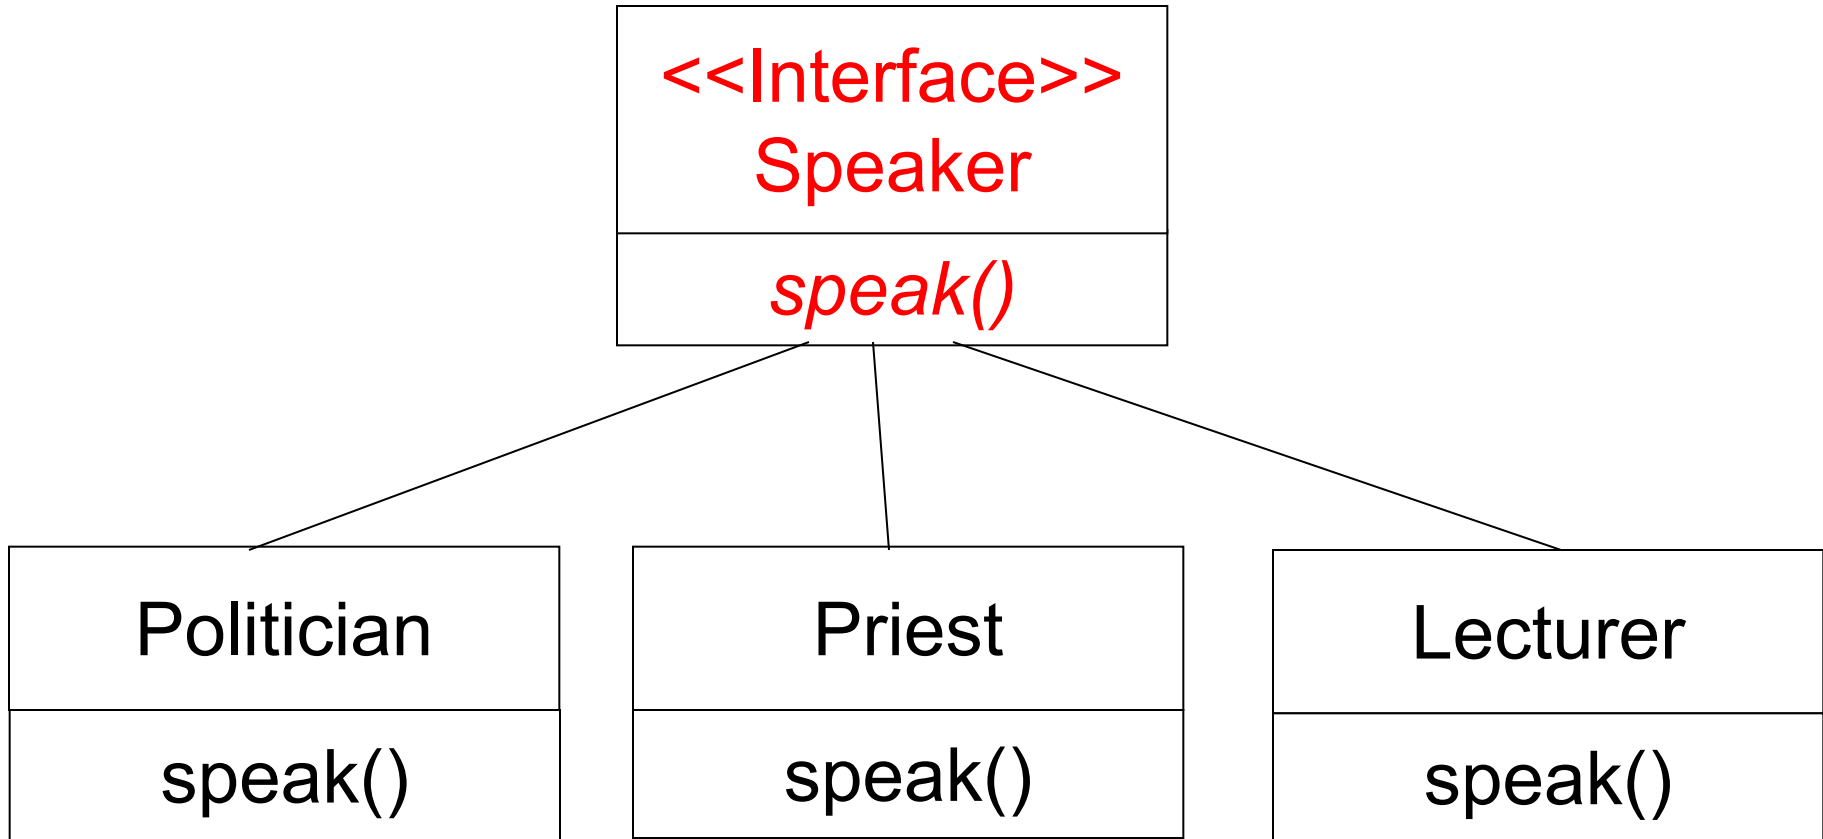 <<Interface>>
Speaker
speak()
Politician
Priest
Lecturer
speak()
speak()
speak()